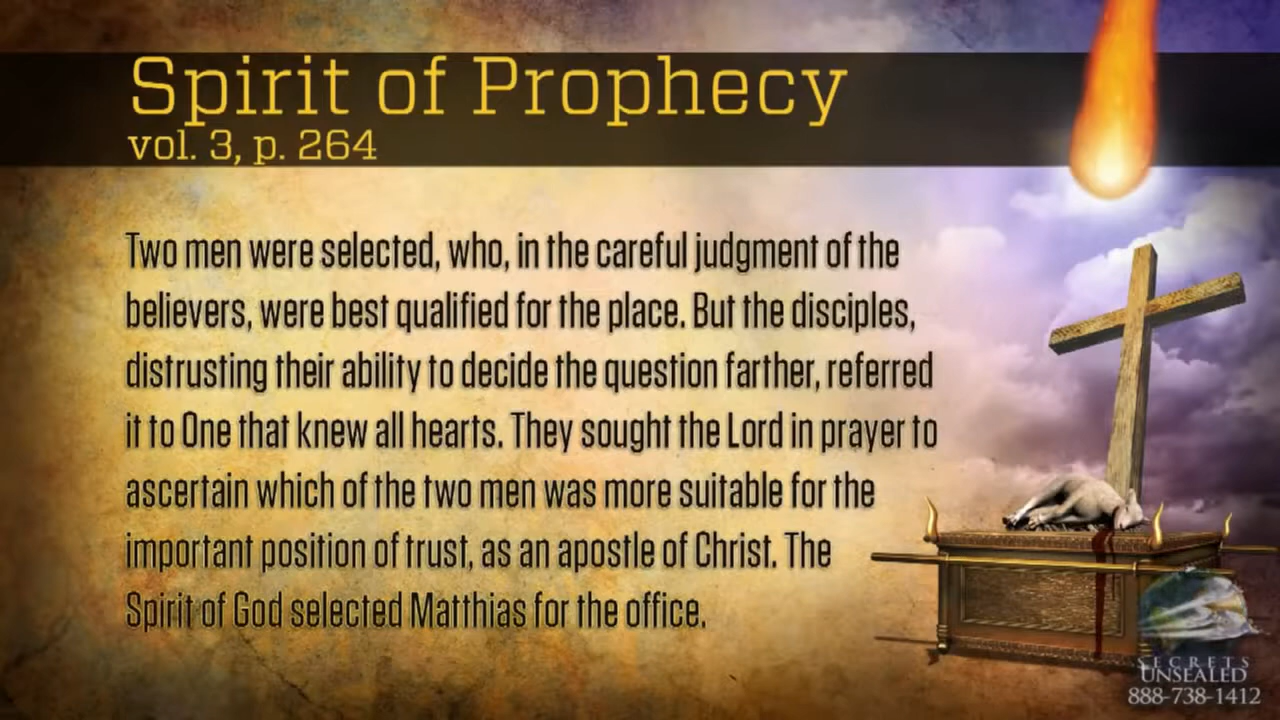 Spirit of Prophecy
vol. 3, p. 264
Two men were selected, who, in the careful judgment of the
believers, were best qualified for the place. But the disciples,
distrusting their ability to decide the question farther, referred
it to One that knew all hearts. They sought the Lord in prayer to
ascertain which of the two men was more suitable for the
important position of trust, as an apostle of Christ. The
Spirit of God selected Matthias for the office.
SECRETS
UNSEALED
888-738-1412